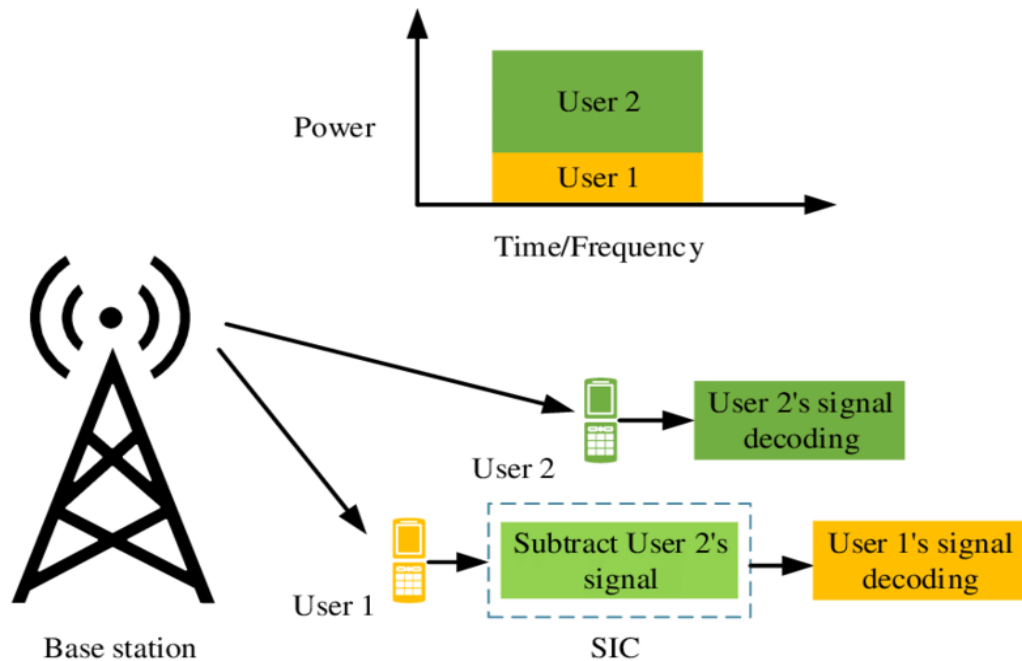 User 2
Power
User 1
Time/Frequency
User 2's signal
decoding
User 2
Subtract User 2's
signal
User 1's signal
decoding
User 1
Base station
SIC